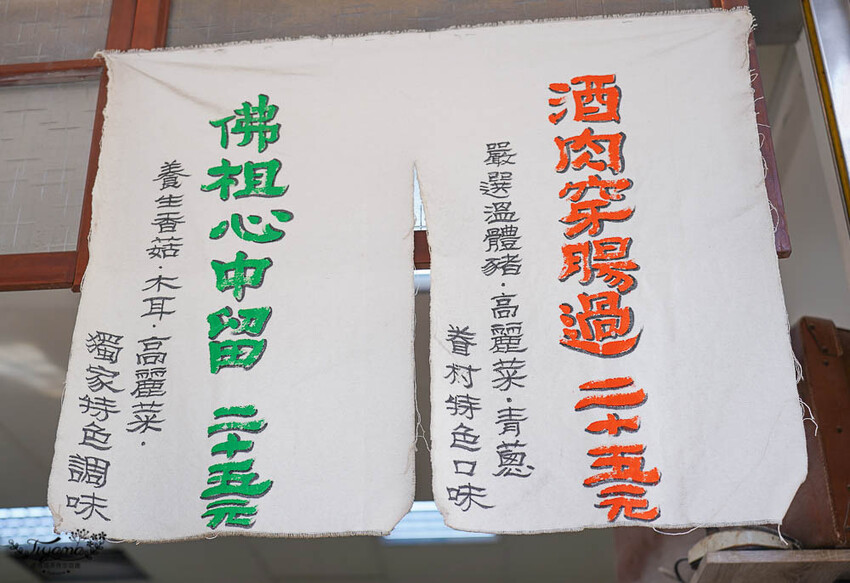 酒肉穿腸過 二十五元
嚴選溫體豬·高麗菜·青蔥
眷村特色口味
佛祖心中留 二十五元
養生香菇·木耳·高麗菜·
獨家特色調味